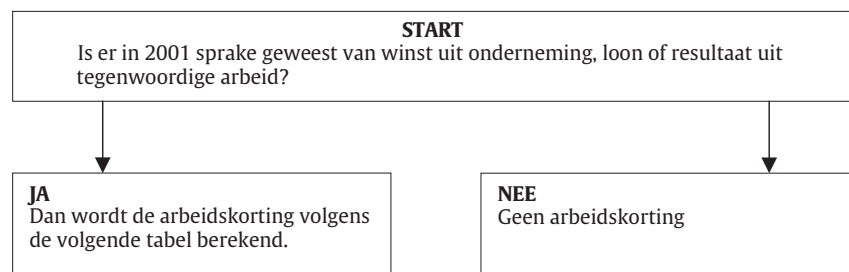 START
Is er in 2001 sprake geweest van winst uit onderneming, loon of resultaat uit
tegenwoordige arbeid?
JA
Dan wordt de arbeidskorting volgens
de volgende tabel berekend.
NEE
Geen arbeidskorting